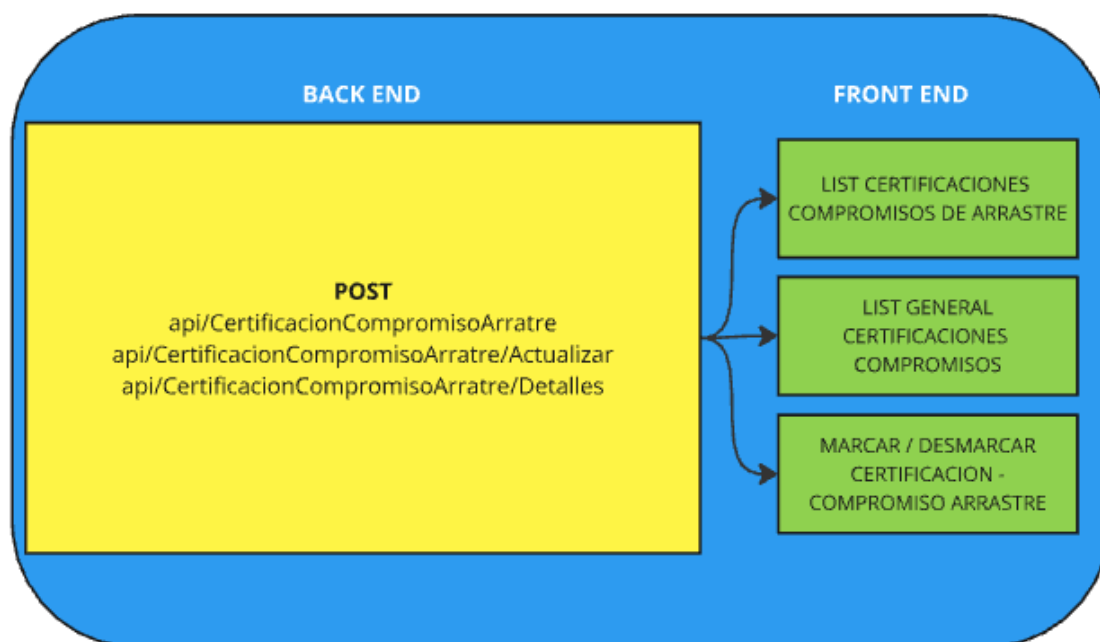 BACK END
FRONT END
POST
api/CertificacionCompromisoArratre
api/CertificacionCompromisoArratre/Actualizar
api/CertificacionCompromisoArratre/Detalles
LIST CERTIFICACIONES
COMPROMISOS DE ARRASTRE
LIST GENERAL
CERTIFICACIONES
COMPROMISOS
MARCAR / DESMARCAR
CERTIFICACION -
COMPROMISO ARRASTRE